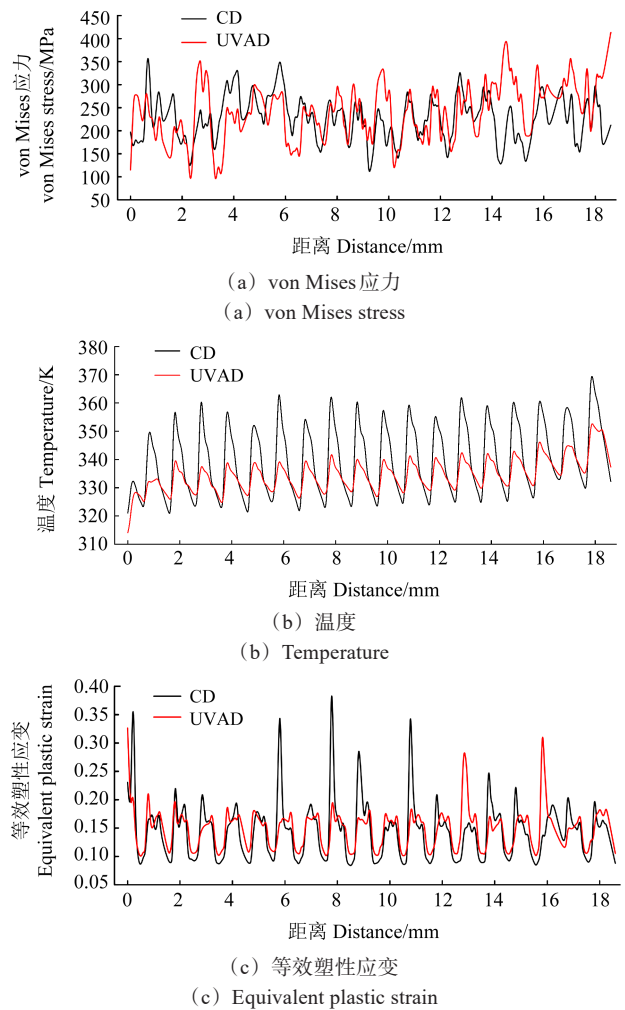 von Mises应力
von Mises stress/MPa
450
400
350
300
250
200
150
100
50
CD
UVAD
0 2 4 6 8 10 12 14 16 18
距离 Distance/mm
（a）von Mises应力
（a）von Mises stress
温度 Temperature/K
380
370
360
350
340
330
320
310
CD
UVAD
0 2 4 6 8 10 12 14 16 18
距离 Distance/mm
（b）温度
（b）Temperature
等效塑性应变
Equivalent plastic strain
0.40
0.35
0.30
0.25
0.20
0.15
0.10
0.05
CD
UVAD
0 2 4 6 8 10 12 14 16 18
距离 Distance/mm
（c）等效塑性应变
（c）Equivalent plastic strain